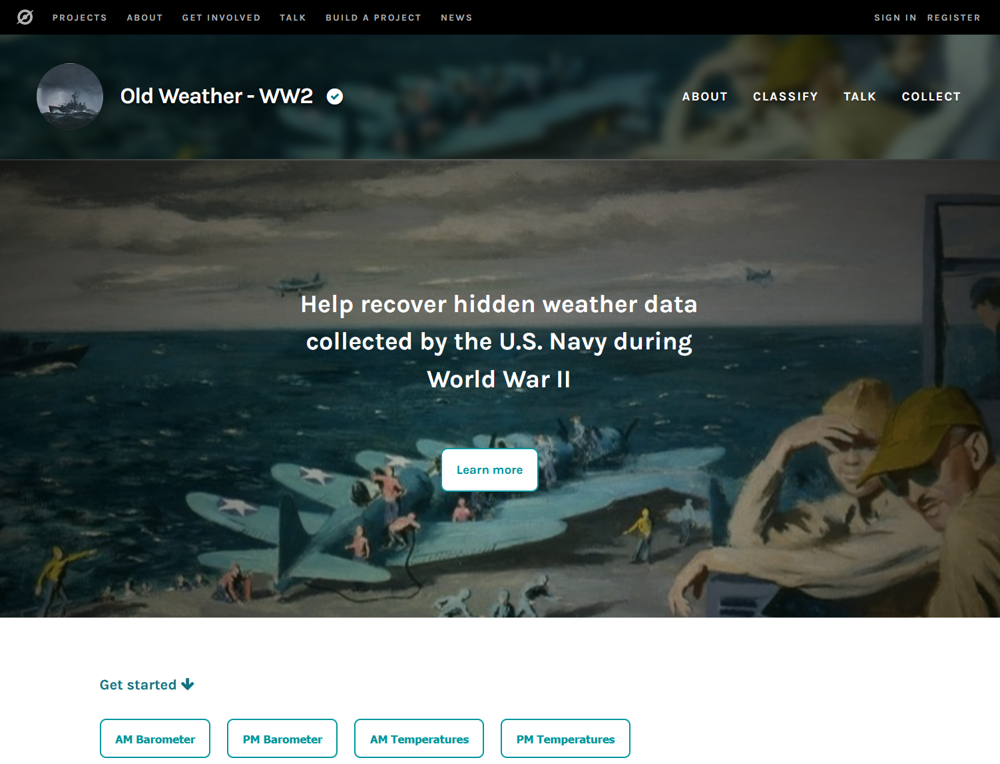 PROJECTS ABOUT GET INVOLVED TALK BUILD A PROJECT NEWS SIGN IN REGISTER
Old Weather - WW2 ABOUT CLASSIFY TALK COLLECT
Help recover hidden weather data
collected by the U.S. Navy during
World War II
Learn more
Get started
AM Barometer PM Barometer AM Temperatures PM Temperatures